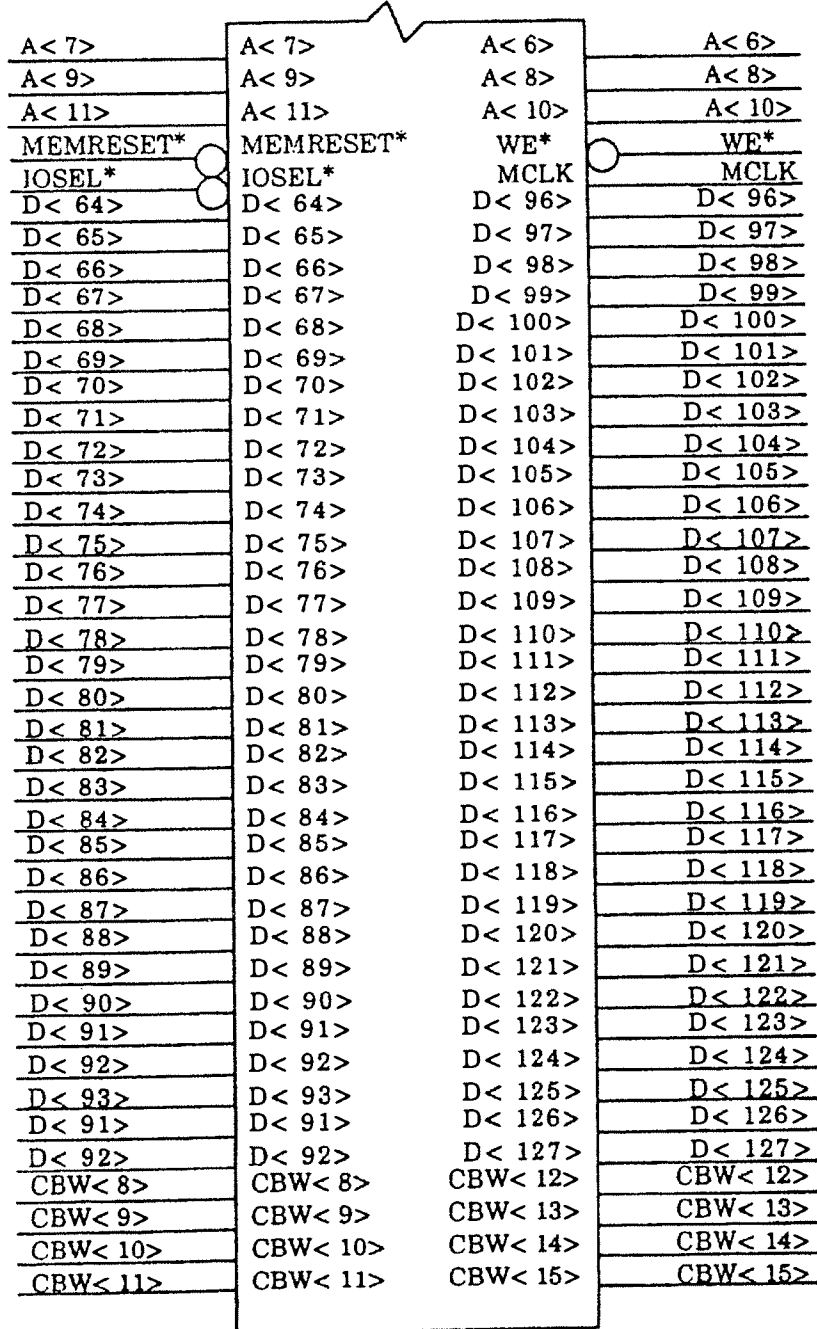 A< 7> A< 7> A< 6> A< 6>
A< 9> A< 9> A< 8> A< 8>
A< 11> A< 11> A< 10> A< 10>
MEMRESET* MEMRESET* WE* WE*
IOSEL* IOSEL* MCLK MCLK
D< 64> D< 64> D< 96> D< 96>
D< 65> D< 65> D< 97> D< 97>
D< 66> D< 66> D< 98> D< 98>
D< 67> D< 67> D< 99> D< 99>
D< 68> D< 68> D< 100> D< 100>
D< 69> D< 69> D< 101> D< 101>
D< 70> D< 70> D< 102> D< 102>
D< 71> D< 71> D< 103> D< 103>
D< 72> D< 72> D< 104> D< 104>
D< 73> D< 73> D< 105> D< 105>
D< 74> D< 74> D< 106> D< 106>
D< 75> D< 75> D< 107> D< 107>
D< 76> D< 76> D< 108> D< 108>
D< 77> D< 77> D< 109> D< 109>
D< 78> D< 78> D< 110> D< 110>
D< 79> D< 79> D< 111> D< 111>
D< 80> D< 80> D< 112> D< 112>
D< 81> D< 81> D< 113> D< 113>
D< 82> D< 82> D< 114> D< 114>
D< 83> D< 83> D< 115> D< 115>
D< 84> D< 84> D< 116> D< 116>
D< 85> D< 85> D< 117> D< 117>
D< 86> D< 86> D< 118> D< 118>
D< 87> D< 87> D< 119> D< 119>
D< 88> D< 88> D< 120> D< 120>
D< 89> D< 89> D< 121> D< 121>
D< 90> D< 90> D< 122> D< 122>
D< 91> D< 91> D< 123> D< 123>
D< 92> D< 92> D< 124> D< 124>
D< 93> D< 93> D< 125> D< 125>
D< 91> D< 91> D< 126> D< 126>
D< 92> D< 92> D< 127> D< 127>
CBW< 8> CBW< 8> CBW< 12> CBW< 12>
CBW< 9> CBW< 9> CBW< 13> CBW< 13>
CBW< 10> CBW< 10> CBW< 14> CBW< 14>
CBW< 11> CBW< 11> CBW< 15> CBW< 15>